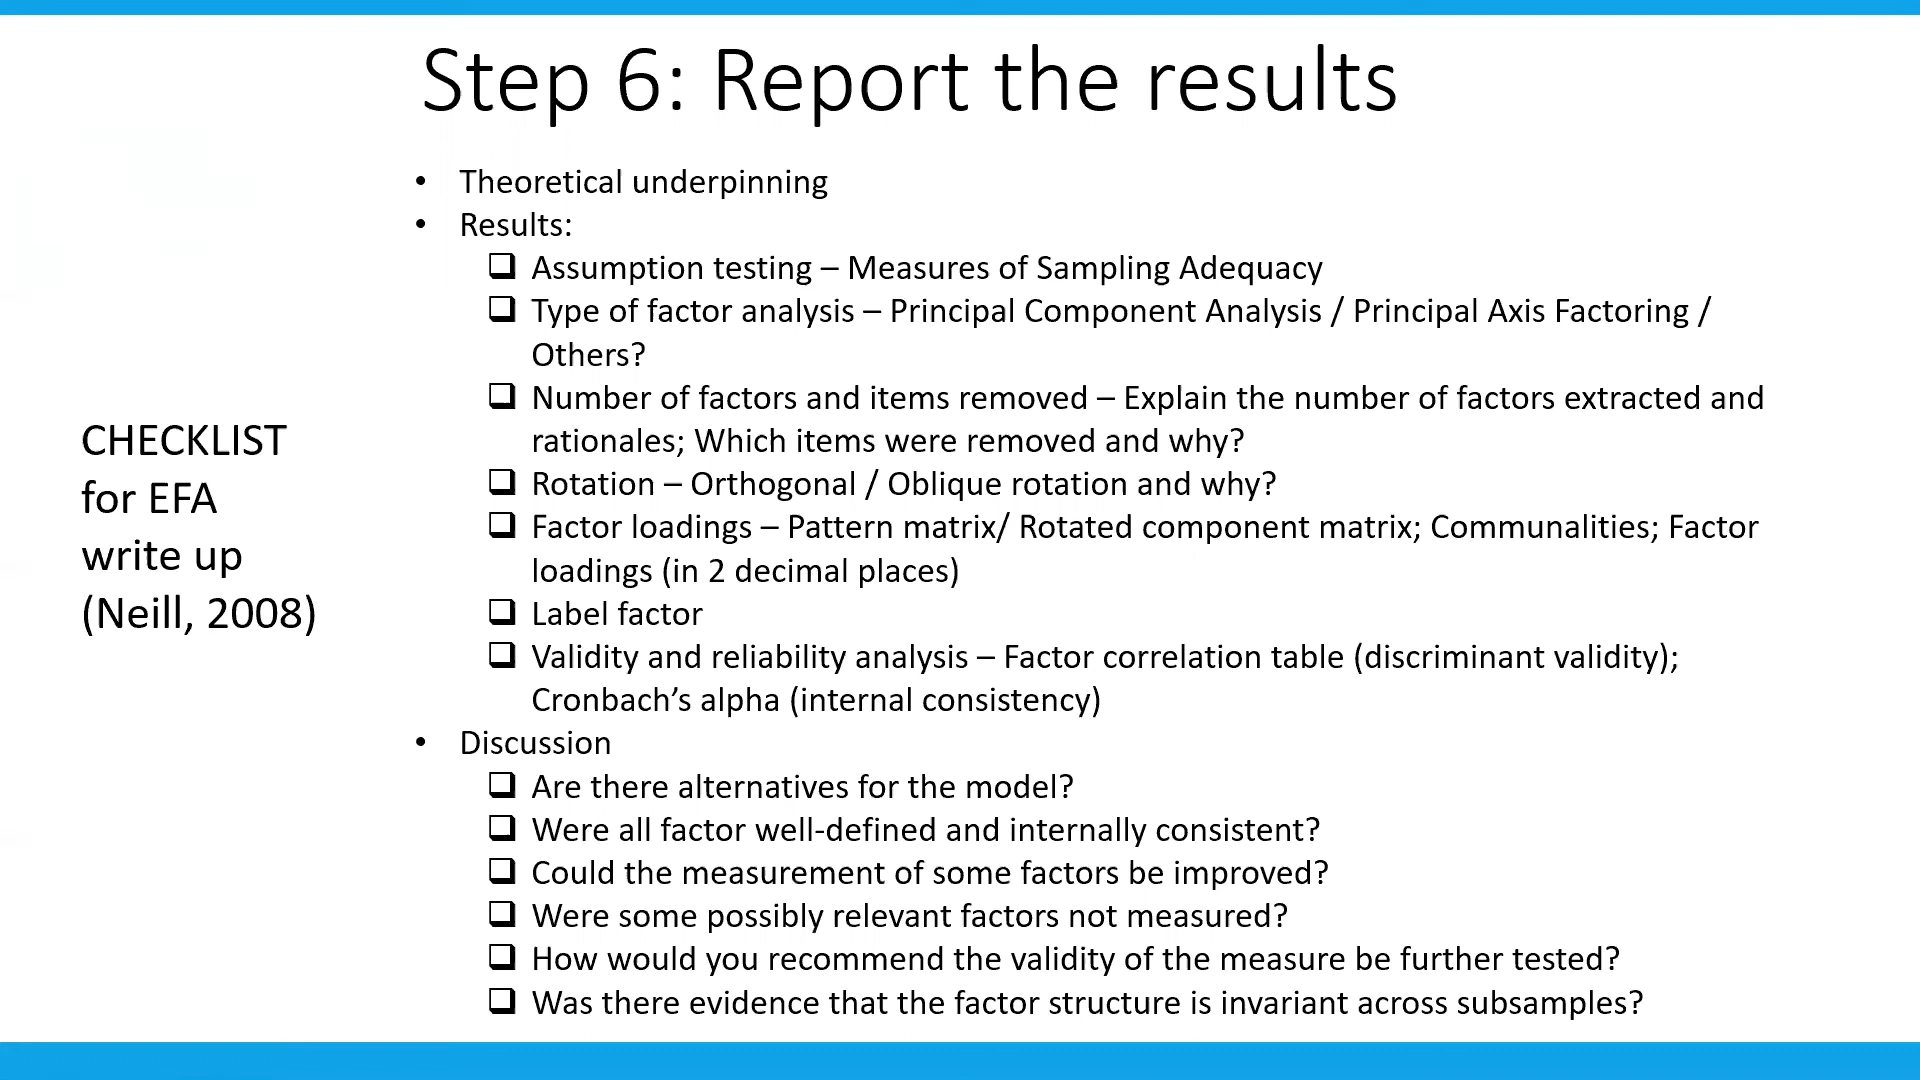 Step 6: Report the results
CHECKLIST
for EFA
write up
(Neill, 2008)
• Theoretical underpinning
• Results:
❑ Assumption testing – Measures of Sampling Adequacy
❑ Type of factor analysis – Principal Component Analysis / Principal Axis Factoring /
Others?
❑ Number of factors and items removed – Explain the number of factors extracted and
rationales; Which items were removed and why?
❑ Rotation – Orthogonal / Oblique rotation and why?
❑ Factor loadings – Pattern matrix/ Rotated component matrix; Communalities; Factor
loadings (in 2 decimal places)
❑ Label factor
❑ Validity and reliability analysis – Factor correlation table (discriminant validity);
Cronbach’s alpha (internal consistency)
• Discussion
❑ Are there alternatives for the model?
❑ Were all factor well-defined and internally consistent?
❑ Could the measurement of some factors be improved?
❑ Were some possibly relevant factors not measured?
❑ How would you recommend the validity of the measure be further tested?
❑ Was there evidence that the factor structure is invariant across subsamples?